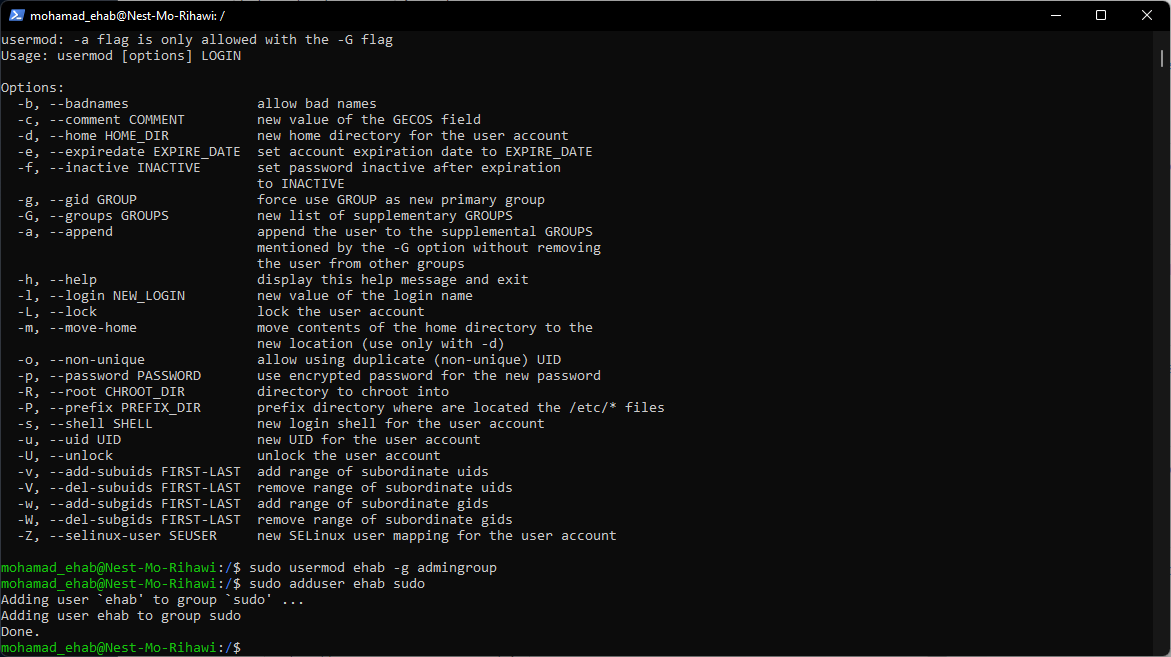 mohamad_ehab@Nest-Mo-Rihawi: /
usermod: -a flag is only allowed with the -G flag
Usage: usermod [options] LOGIN
Options:
-b, --badnames allow bad names
-c, --comment COMMENT new value of the GECOS field
-d, --home HOME_DIR new home directory for the user account
-e, --expiredate EXPIRE_DATE set account expiration date to EXPIRE_DATE
-f, --inactive INACTIVE set password inactive after expiration
to INACTIVE
-g, --gid GROUP force use GROUP as new primary group
-G, --groups GROUPS new list of supplementary GROUPS
-a, --append append the user to the supplemental GROUPS
mentioned by the -G option without removing
the user from other groups
-h, --help display this help message and exit
-l, --login NEW_LOGIN new value of the login name
-L, --lock lock the user account
-m, --move-home move contents of the home directory to the
new location (use only with -d)
-o, --non-unique allow using duplicate (non-unique) UID
-p, --password PASSWORD use encrypted password for the new password
-R, --root CHROOT_DIR directory to chroot into
-P, --prefix PREFIX_DIR prefix directory where are located the /etc/* files
-s, --shell SHELL new login shell for the user account
-u, --uid UID new UID for the user account
-U, --unlock unlock the user account
-v, --add-subuids FIRST-LAST add range of subordinate uids
-V, --del-subuids FIRST-LAST remove range of subordinate uids
-w, --add-subgids FIRST-LAST add range of subordinate gids
-W, --del-subgids FIRST-LAST remove range of subordinate gids
-Z, --selinux-user SEUSER new SELinux user mapping for the user account
mohamad_ehab@Nest-Mo-Rihawi:/$ sudo usermod ehab -g admingroup
mohamad_ehab@Nest-Mo-Rihawi:/$ sudo adduser ehab sudo
Adding user `ehab' to group `sudo' ...
Adding user ehab to group sudo
Done.
mohamad_ehab@Nest-Mo-Rihawi:/$